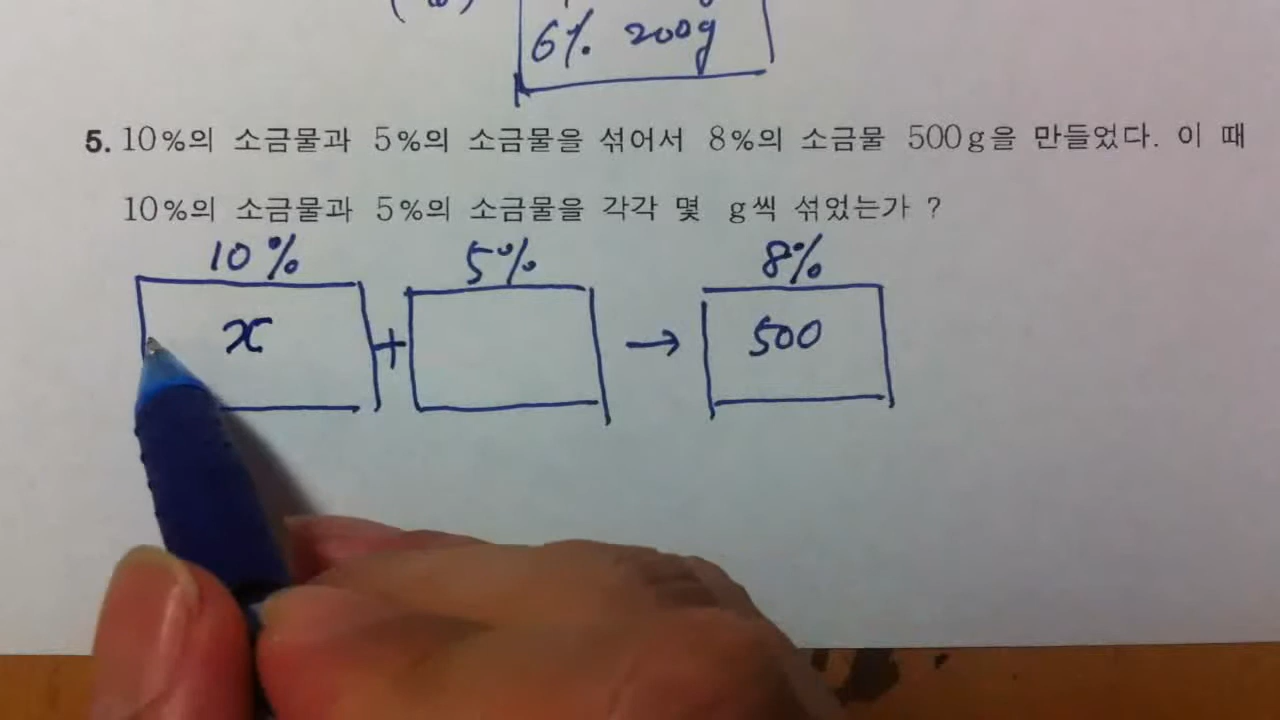 6% 200g
5. 10%의 소금물과 5%의 소금물을 섞어서 8%의 소금물 500g을 만들었다. 이 때
10%의 소금물과 5%의 소금물을 각각 몇 g씩 섞었는가 ?
10% 5% 8%
x + → 500